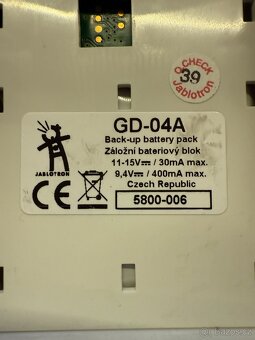 Q-CHECK
39
Jablotron
GD-04A
Back-up battery pack
Záložní bateriový blok
11-15V⎓ / 30mA max.
9,4V⎓ / 400mA max.
Czech Republic
JABLOTRON
CE
5800-006